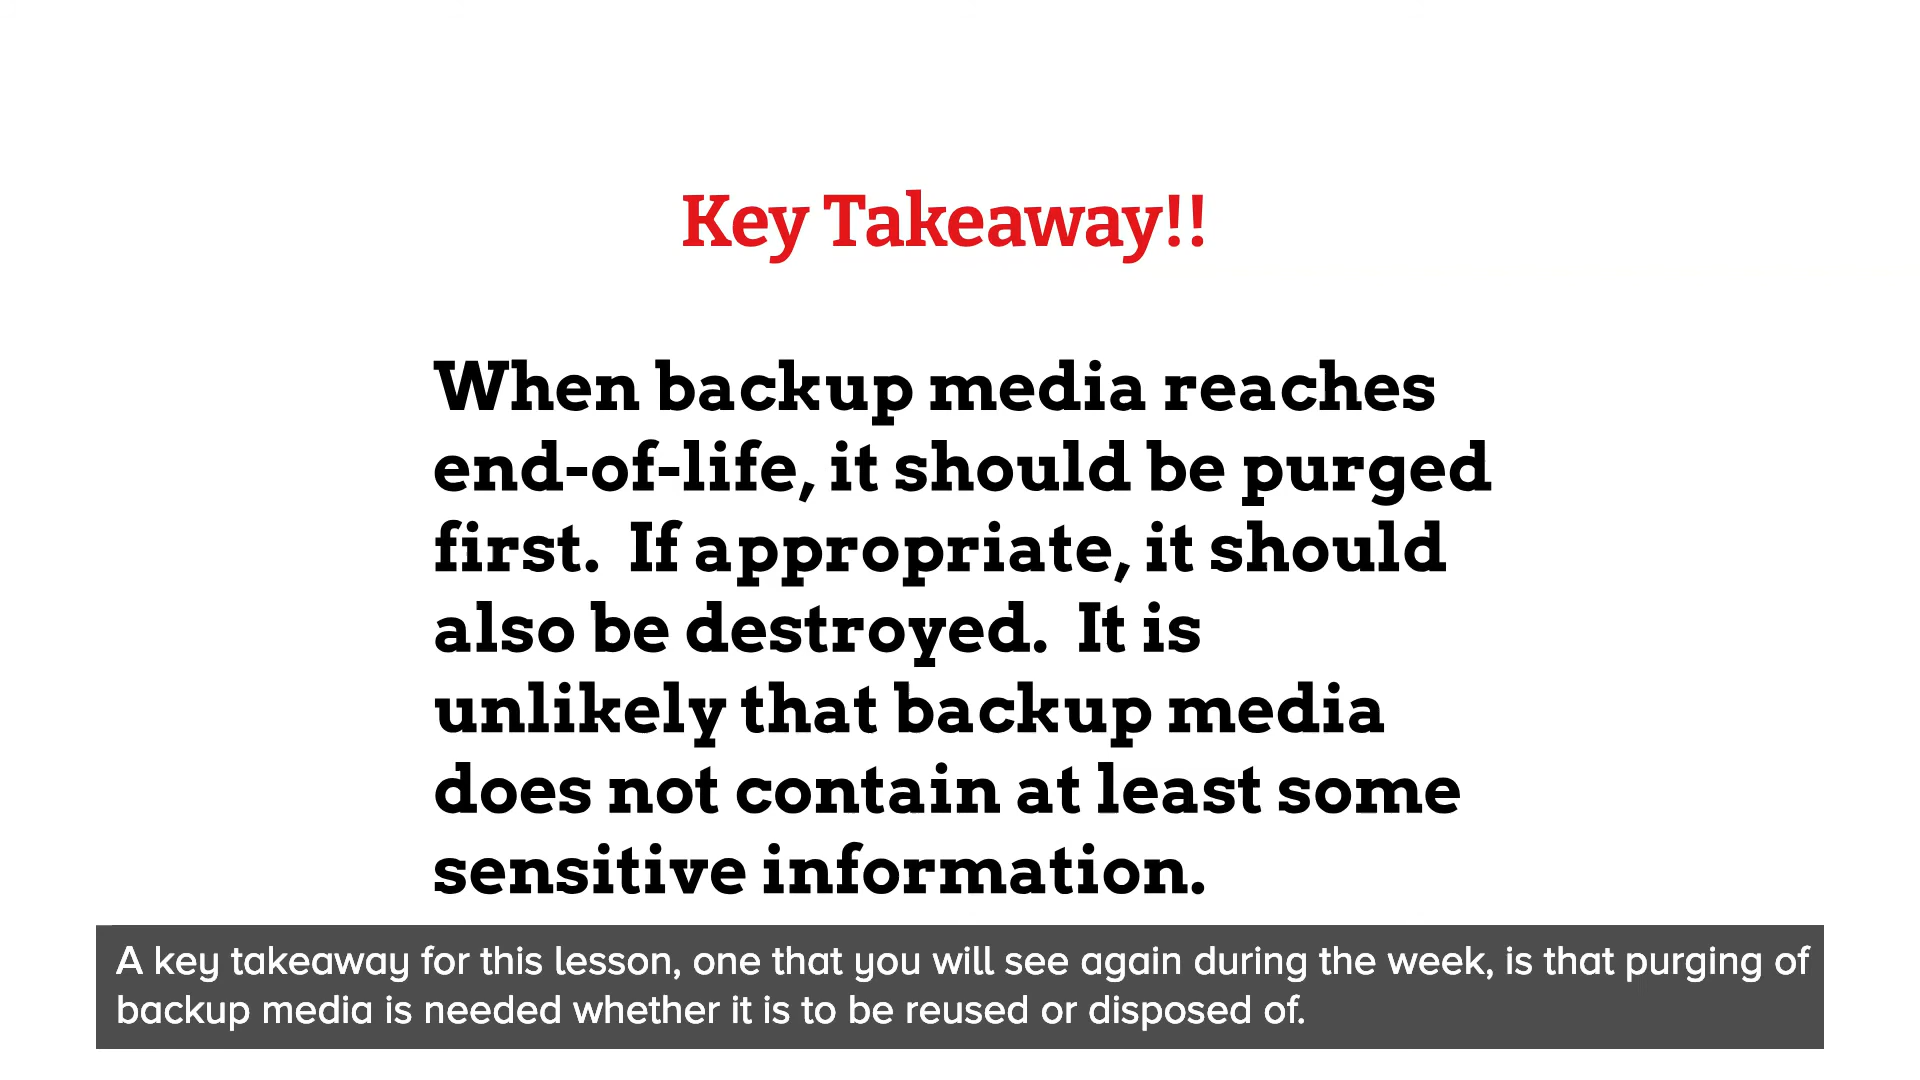 Key Takeaway!!
When backup media reaches
end-of-life, it should be purged
first.  If appropriate, it should
also be destroyed.  It is
unlikely that backup media
does not contain at least some
sensitive information.
A key takeaway for this lesson, one that you will see again during the week, is that purging of
backup media is needed whether it is to be reused or disposed of.